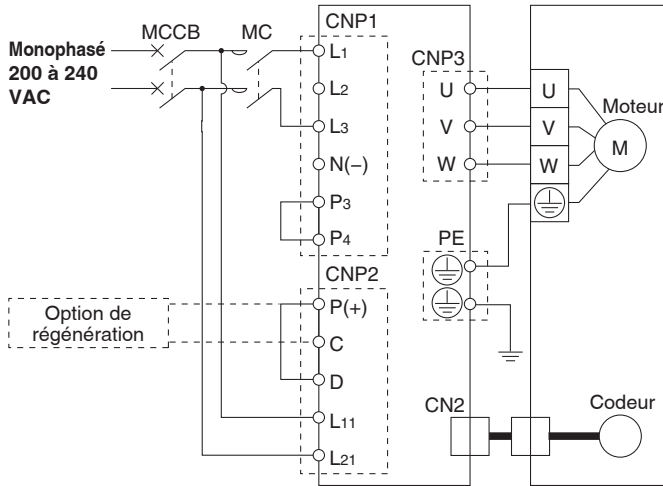 MCCB
MC
Monophasé
200 à 240
VAC
CNP1
L1
L2
L3
N(−)
P3
P4
CNP2
P(+)
C
D
L11
L21
Option de
régénération
CNP3
U
V
W
PE
CN2
U
V
W
Moteur
M
Codeur